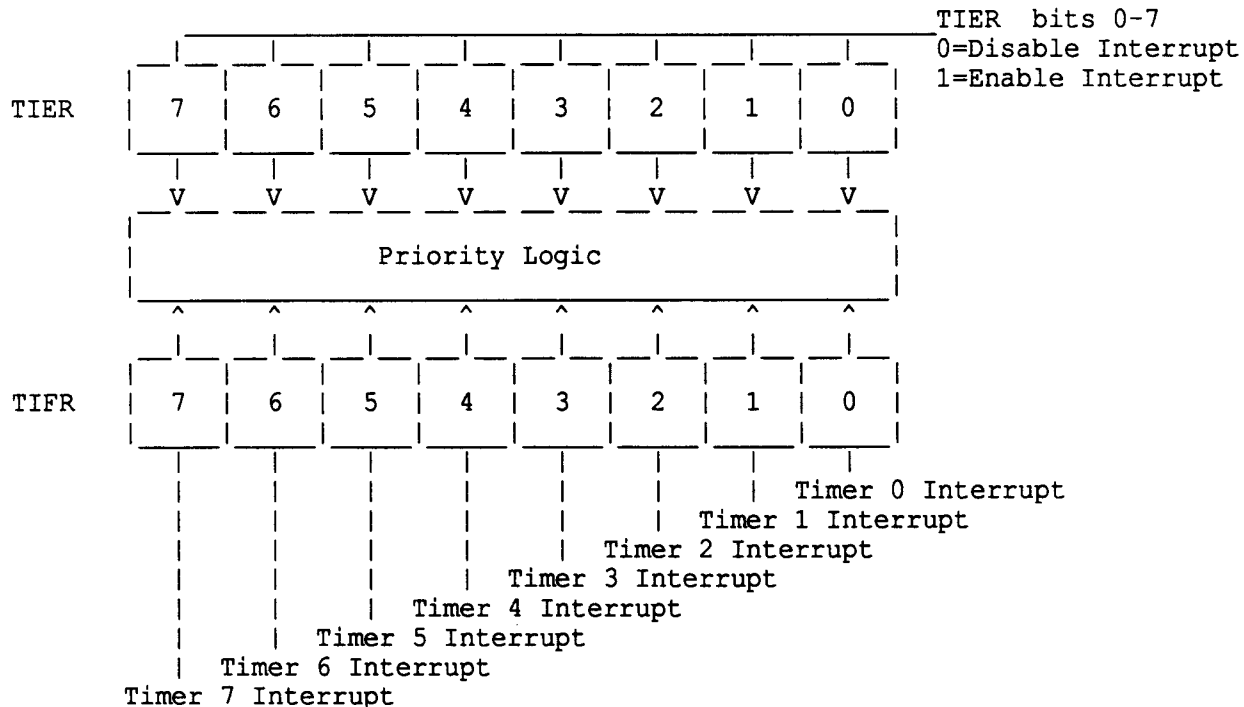 TIER bits 0-7
0=Disable Interrupt
1=Enable Interrupt
TIER 7 6 5 4 3 2 1 0
V V V V V V V V
Priority Logic
^ ^ ^ ^ ^ ^ ^ ^
TIFR 7 6 5 4 3 2 1 0
Timer 0 Interrupt
Timer 1 Interrupt
Timer 2 Interrupt
Timer 3 Interrupt
Timer 4 Interrupt
Timer 5 Interrupt
Timer 6 Interrupt
Timer 7 Interrupt